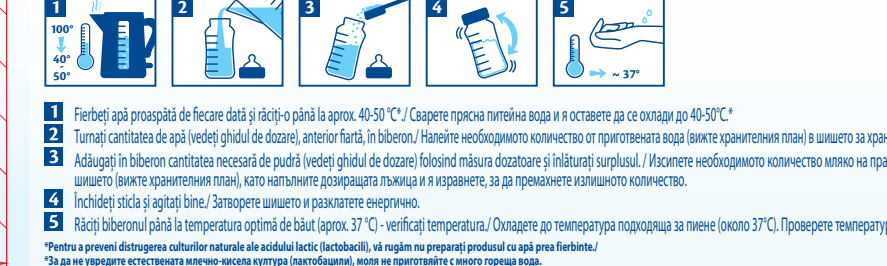 1 2 3 4 5
100°
40°
-
50°
~ 37°
1 Fierbeți apă proaspătă de fiecare dată și răciți-o până la aprox. 40-50 °C*./ Сварете прясна питейна вода и я оставете да се охлади до 40-50°C.*
2 Turnați cantitatea de apă (vedeți ghidul de dozare), anterior fiartă, în biberon./ Налейте необходимото количество от приготвената вода (вижте хранителния план) в шишето за хран
3 Adăugați in biberon cantitatea necesară de pudră (vedeți ghidul de dozare) folosind măsura dozatoare și înlăturați surplusul. / Изсипете необходимото количество мляко на пра
шишето (вижте хранителния план), като напълните дозиращата лъжица и я изравнете, за да премахнете излишното количество.
4 Închideți sticla și agitați bine./ Затворете шишето и разклатете енергично.
5 Răciți biberonul până la temperatura optimă de băut (aprox. 37 °C) - verificați temperatura./ Охладете до температура подходяща за пиене (около 37°C). Проверете температур
*Pentru a preveni distrugerea culturilor naturale ale acidului lactic (lactobacili), vă rugăm nu preparați produsul cu apă prea fierbinte./
*За да не увредите естествената млечно-кисела култура (лактобацили), моля не приготвяйте с много гореща вода.